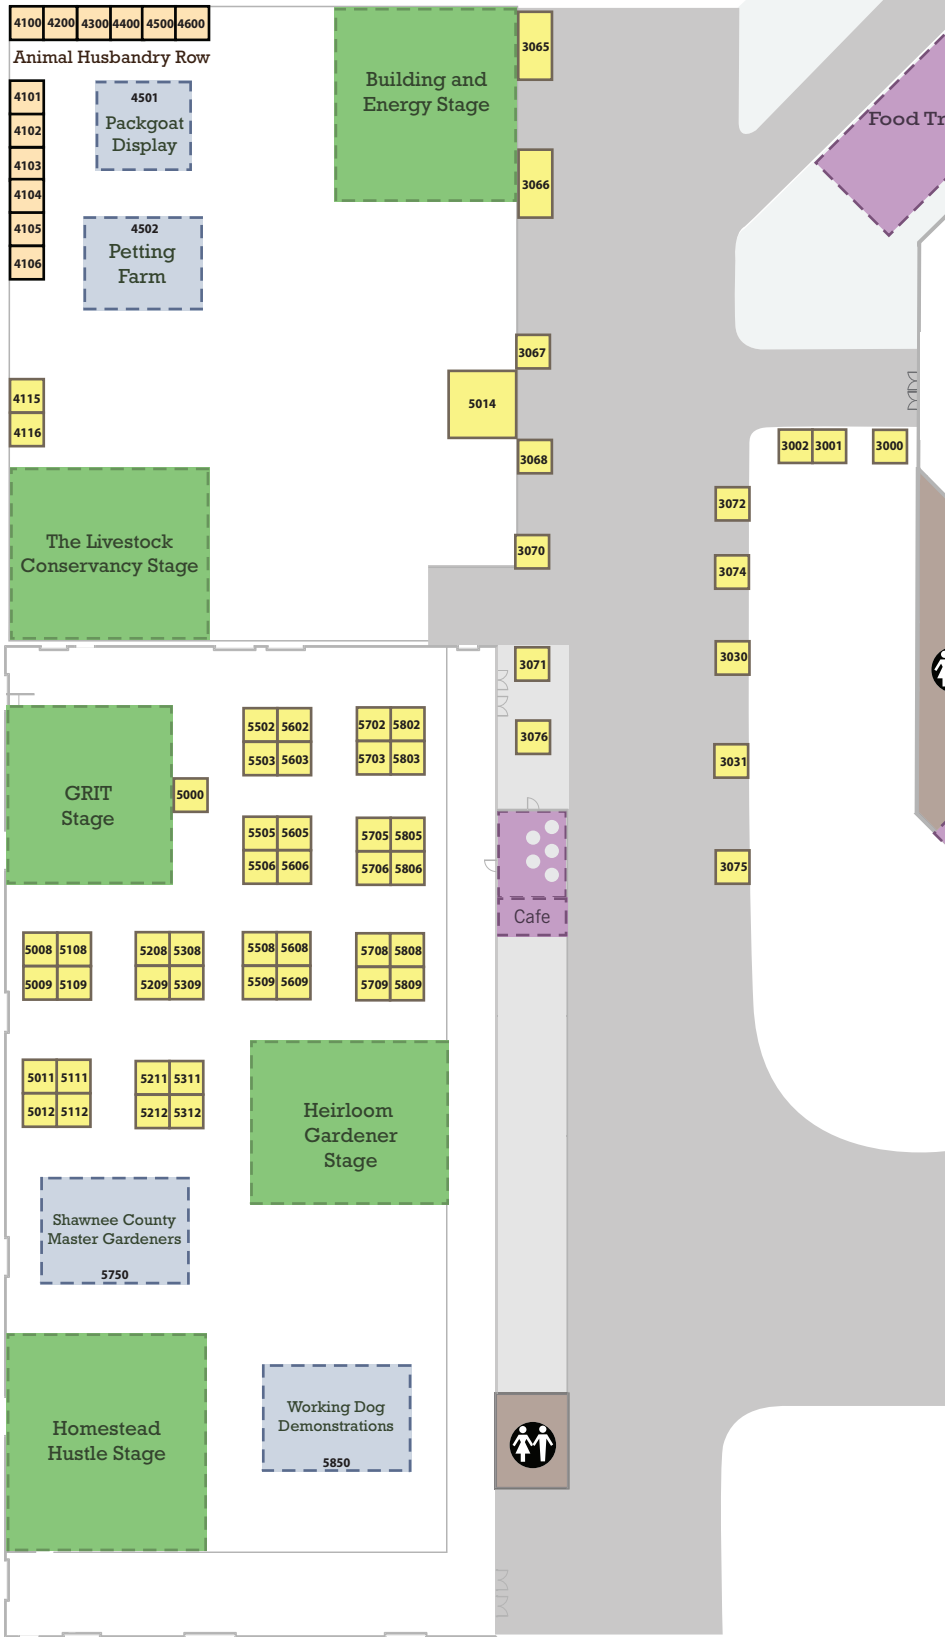 4100 4200 4300 4400 4500 4600
Animal Husbandry Row
4101
4102
4103
4104
4105
4106
4501
Packgoat
Display
4502
Petting
Farm
Building and
Energy Stage
3065
3066
Food Tr
3067
5014
3068
3070
4115
4116
The Livestock
Conservancy Stage
3002 3001 3000
3072
3074
3030
3031
3075
3071
3076
Cafe
GRIT
Stage
5000
5502 5602
5503 5603
5702 5802
5703 5803
5505 5605
5506 5606
5705 5805
5706 5806
5008 5108
5009 5109
5208 5308
5209 5309
5508 5608
5509 5609
5708 5808
5709 5809
5011 5111
5012 5112
5211 5311
5212 5312
Heirloom
Gardener
Stage
Shawnee County
Master Gardeners
5750
Homestead
Hustle Stage
Working Dog
Demonstrations
5850